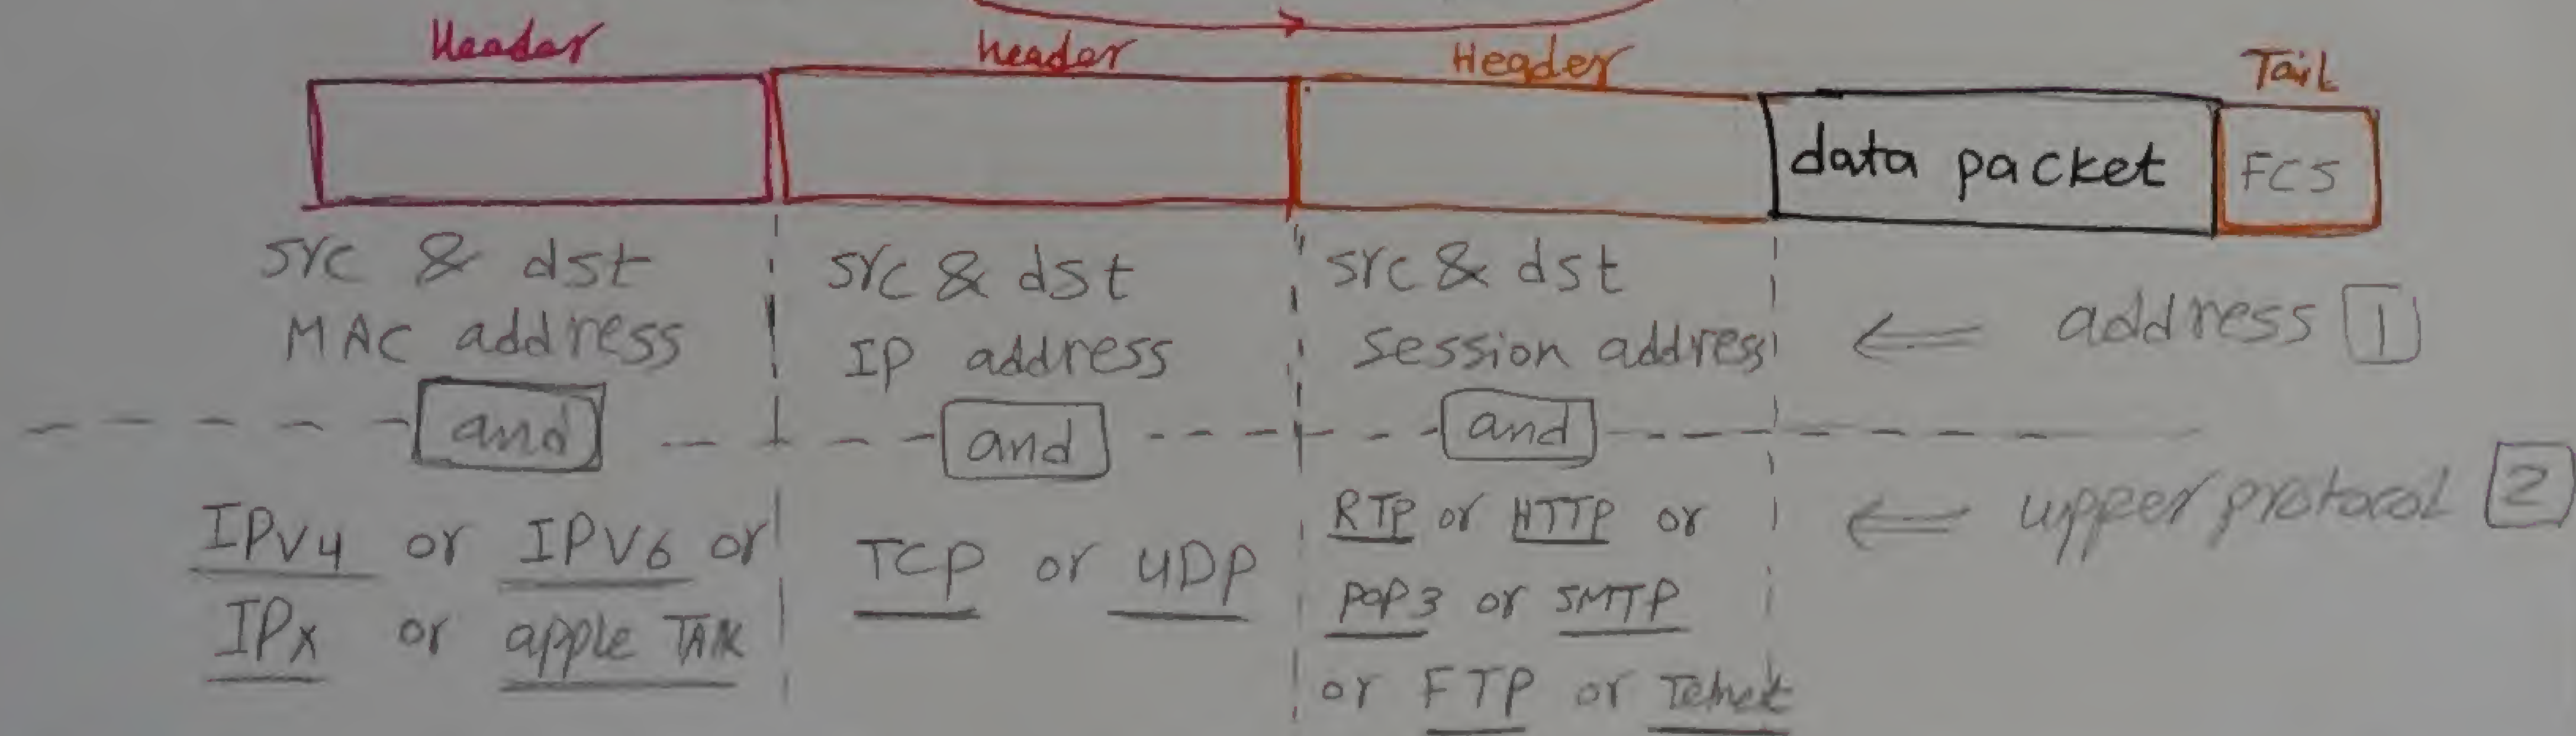 Header header Header Tail
data packet FCS
src & dst
MAC address
and
IPV4 or IPV6 or
IPX or apple TALK
src & dst
IP address
and
TCP or UDP
src & dst
session address
and
RTP or HTTP or
POP3 or SMTP
or FTP or Telnet
⇐ address 1
⇐ upper protocol 2